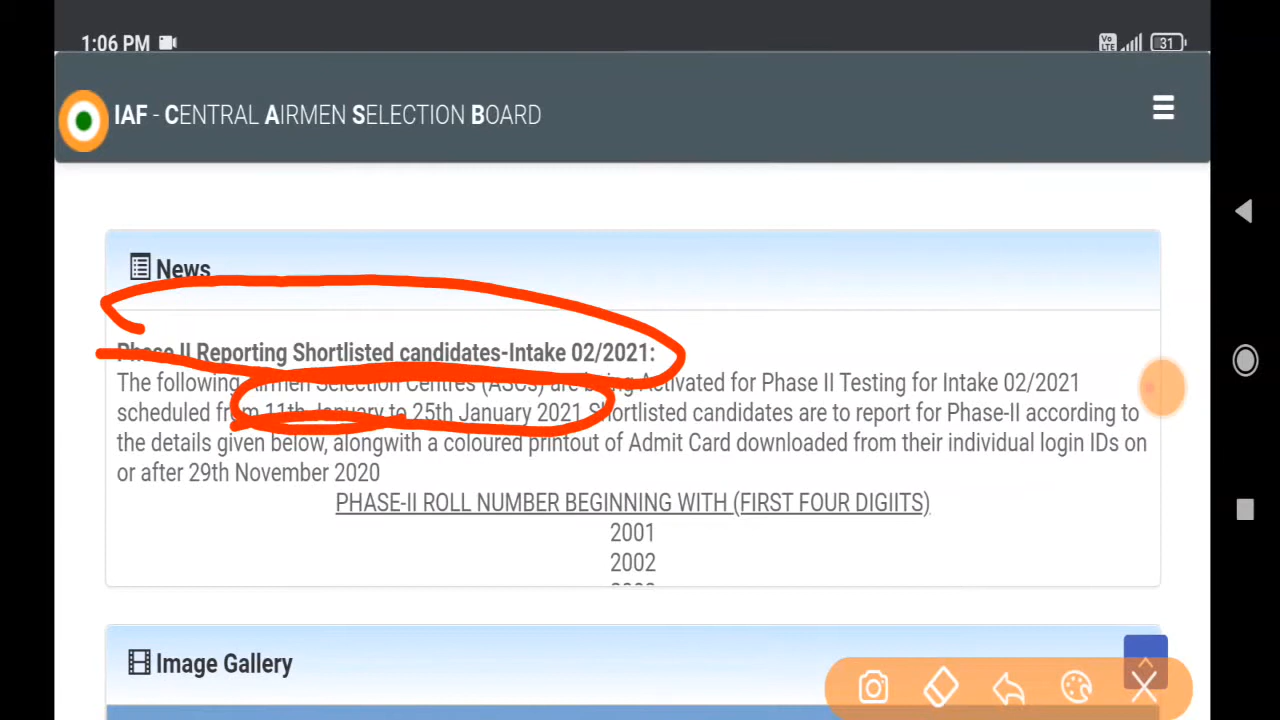 1:06 PM
Vo LTE
31
IAF - CENTRAL AIRMEN SELECTION BOARD
News
Phase II Reporting Shortlisted candidates-Intake 02/2021:
The following Airmen Selection Centres (ASCs) are being Activated for Phase II Testing for Intake 02/2021
scheduled from 11th January to 25th January 2021 Shortlisted candidates are to report for Phase-II according to
the details given below, alongwith a coloured printout of Admit Card downloaded from their individual login IDs on
or after 29th November 2020
PHASE-II ROLL NUMBER BEGINNING WITH (FIRST FOUR DIGIITS)
2001
2002
Image Gallery